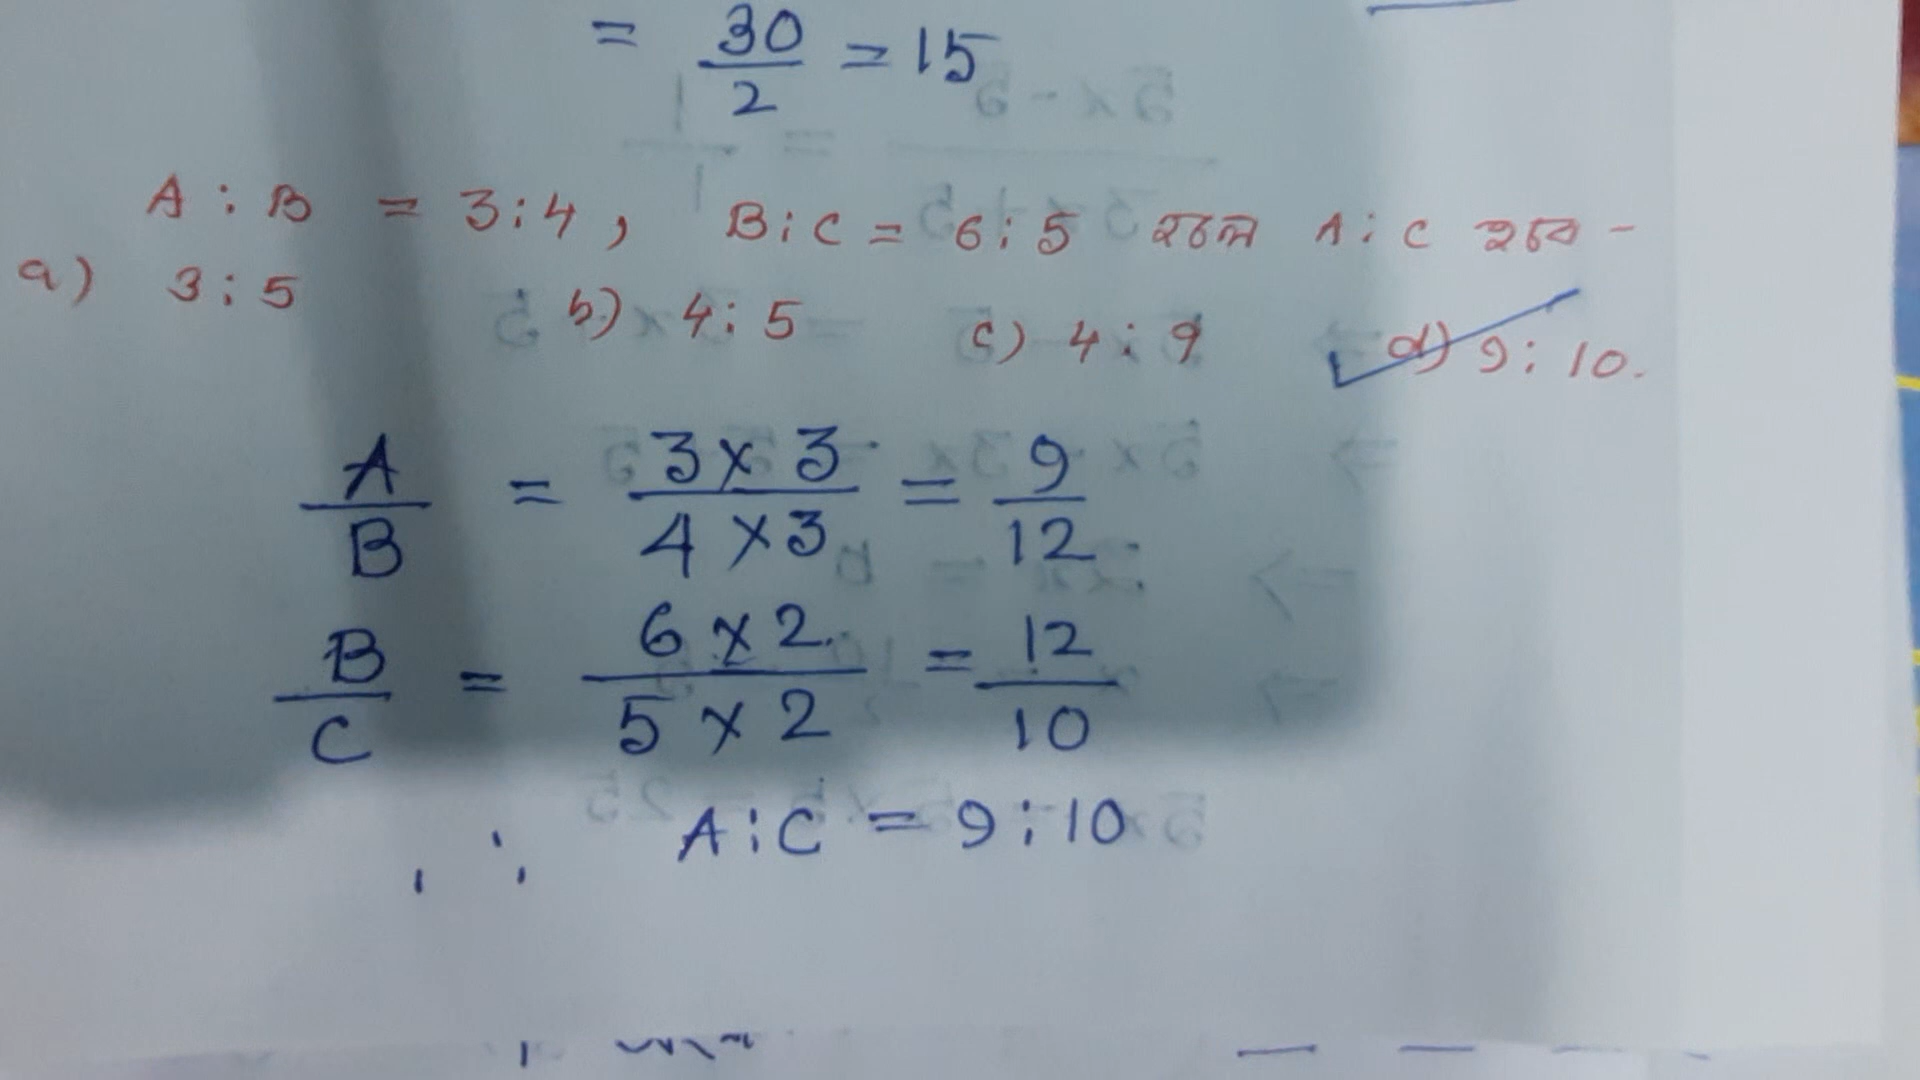 = 30/2 = 15
A : B = 3:4, B:C = 6:5 হলে A:C হবে -
a) 3:5 b) 4:5 c) 4:9 d) 9:10.
A/B = 3×3/4×3 = 9/12
B/C = 6×2/5×2 = 12/10
∴ A:C = 9:10